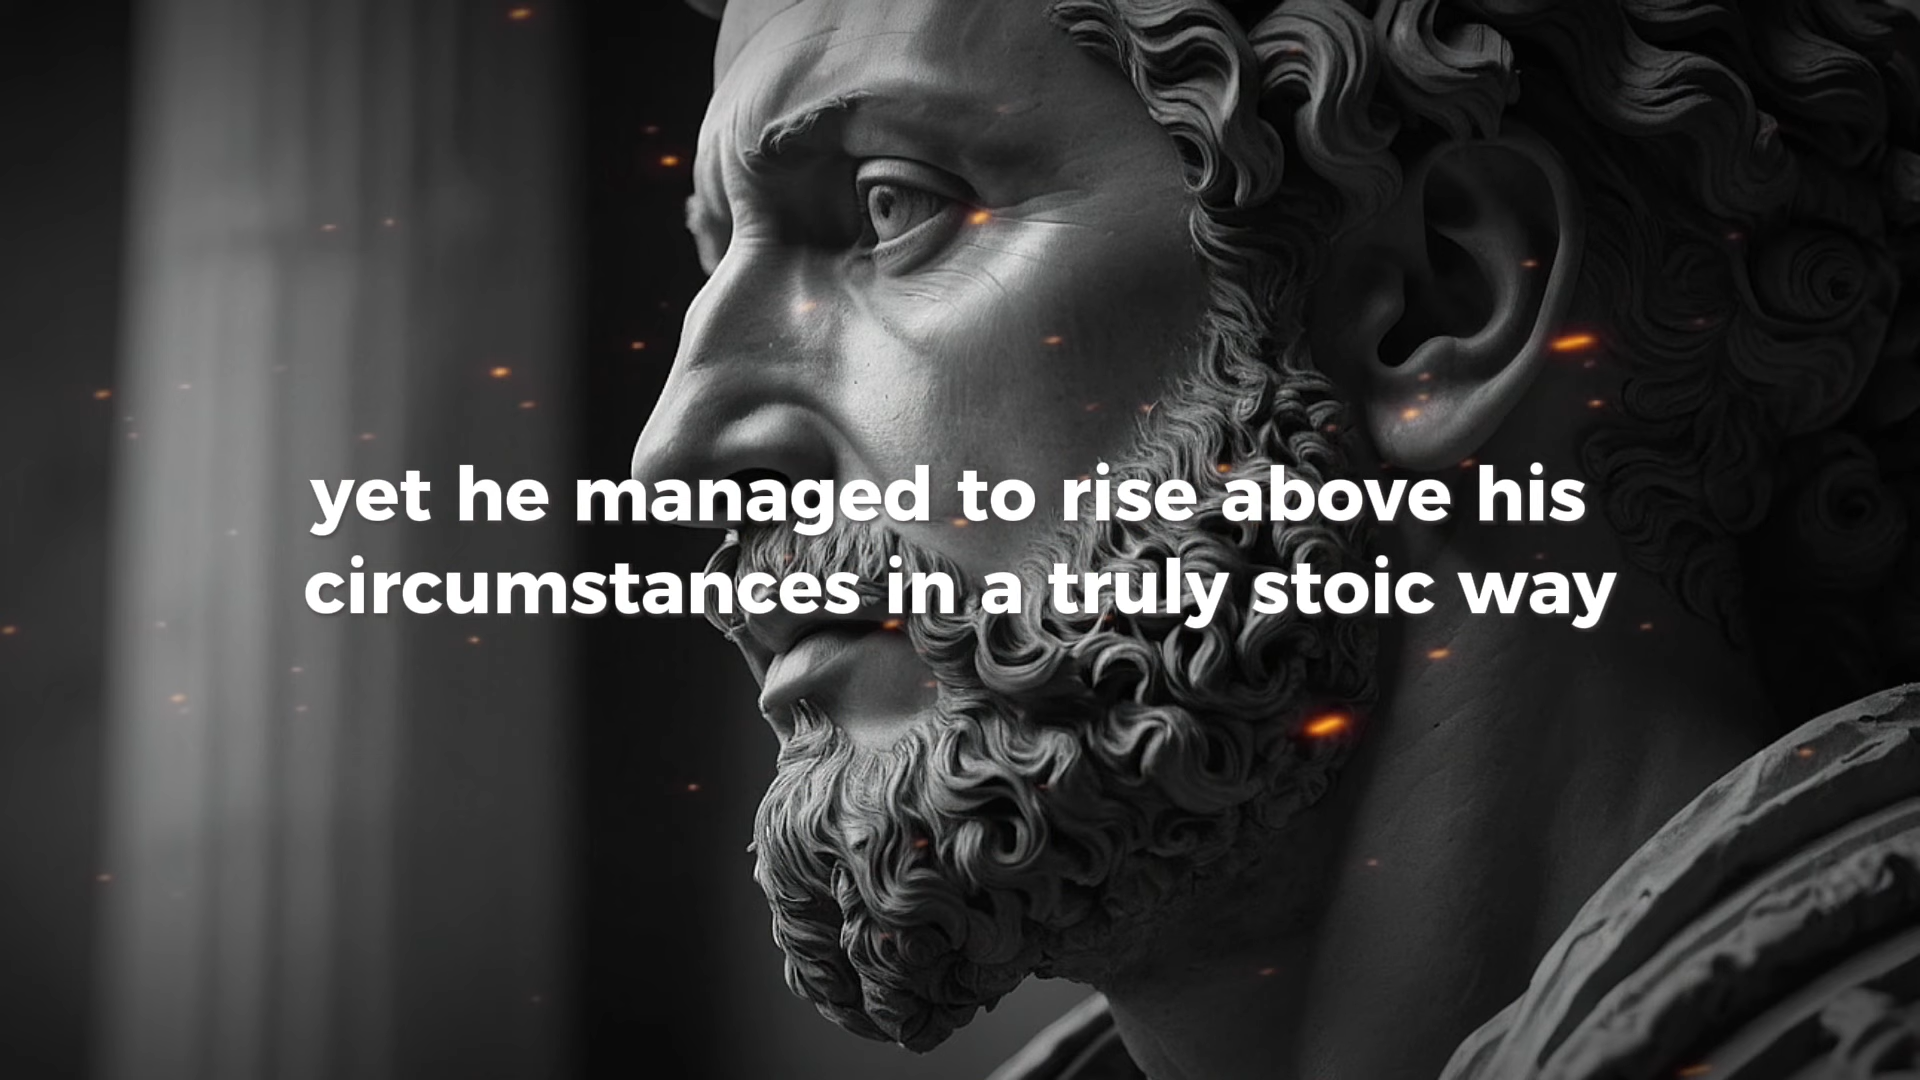 yet he managed to rise above his
circumstances in a truly stoic way